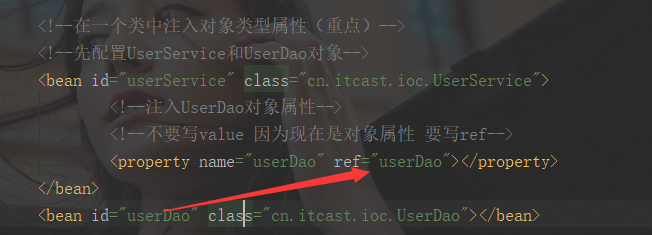 <!--在一个类中注入对象类型属性（重点）-->
<!--先配置UserService和UserDao对象-->
<bean id="userService" class="cn.itcast.ioc.UserService">
<!--注入UserDao对象属性-->
<!--不要写value 因为现在是对象属性 要写ref-->
<property name="userDao" ref="userDao"></property>
</bean>
<bean id="userDao" class="cn.itcast.ioc.UserDao"></bean>